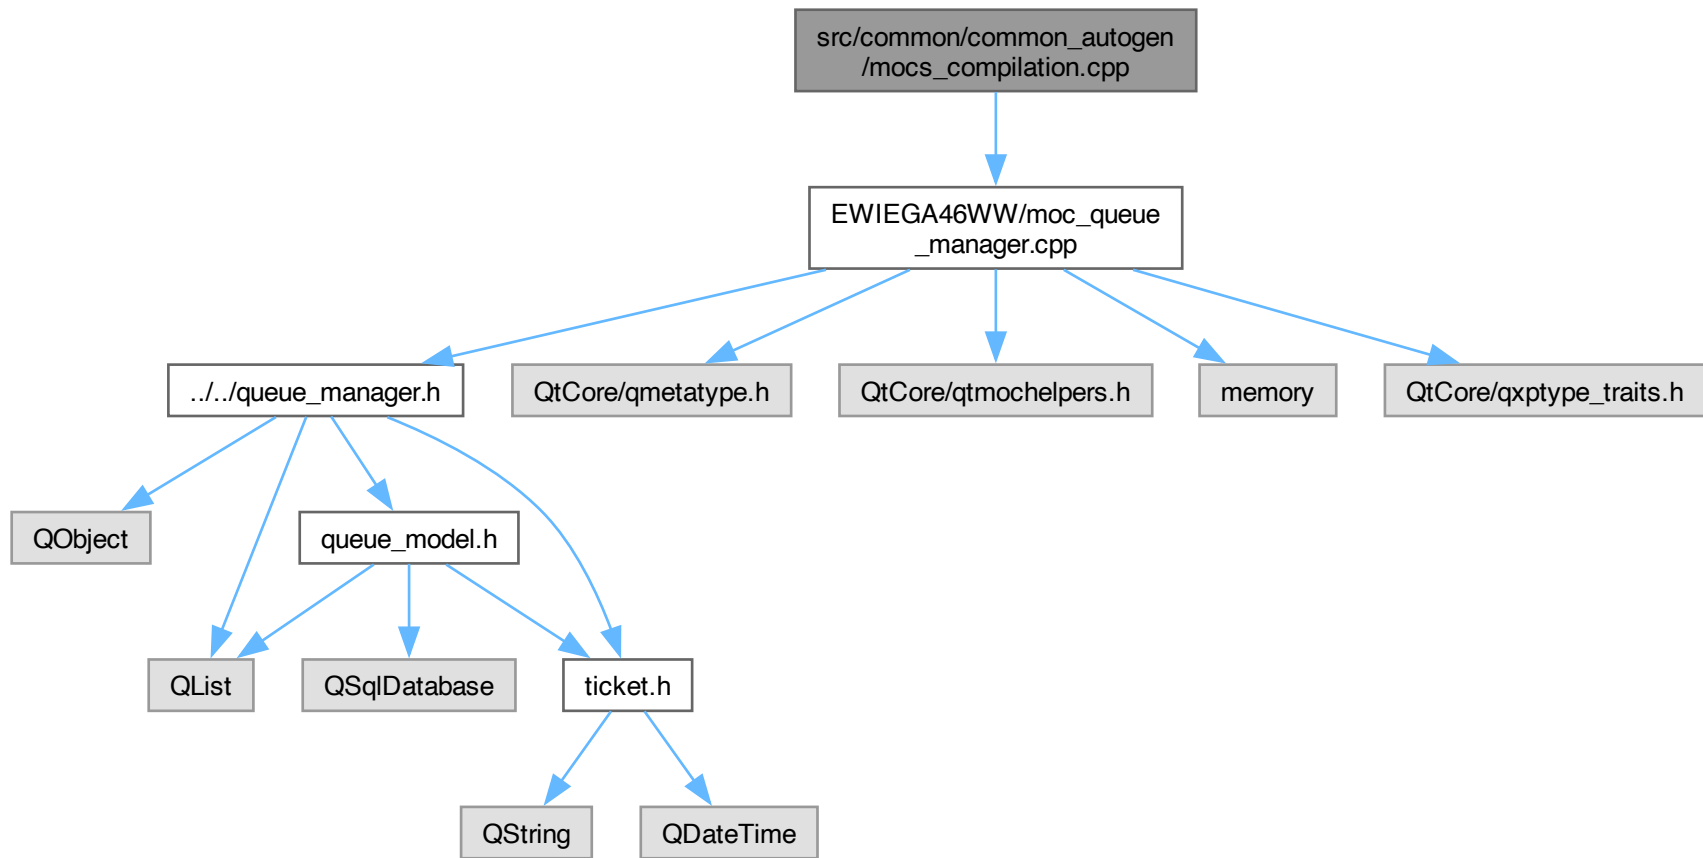 src/common/common_autogen
/mocs_compilation.cpp
EWIEGA46WW/moc_queue
_manager.cpp
../../queue_manager.h
QtCore/qmetatype.h
QtCore/qtmochelpers.h
memory
QtCore/qxptype_traits.h
QObject
queue_model.h
QList
QSqlDatabase
ticket.h
QString
QDateTime